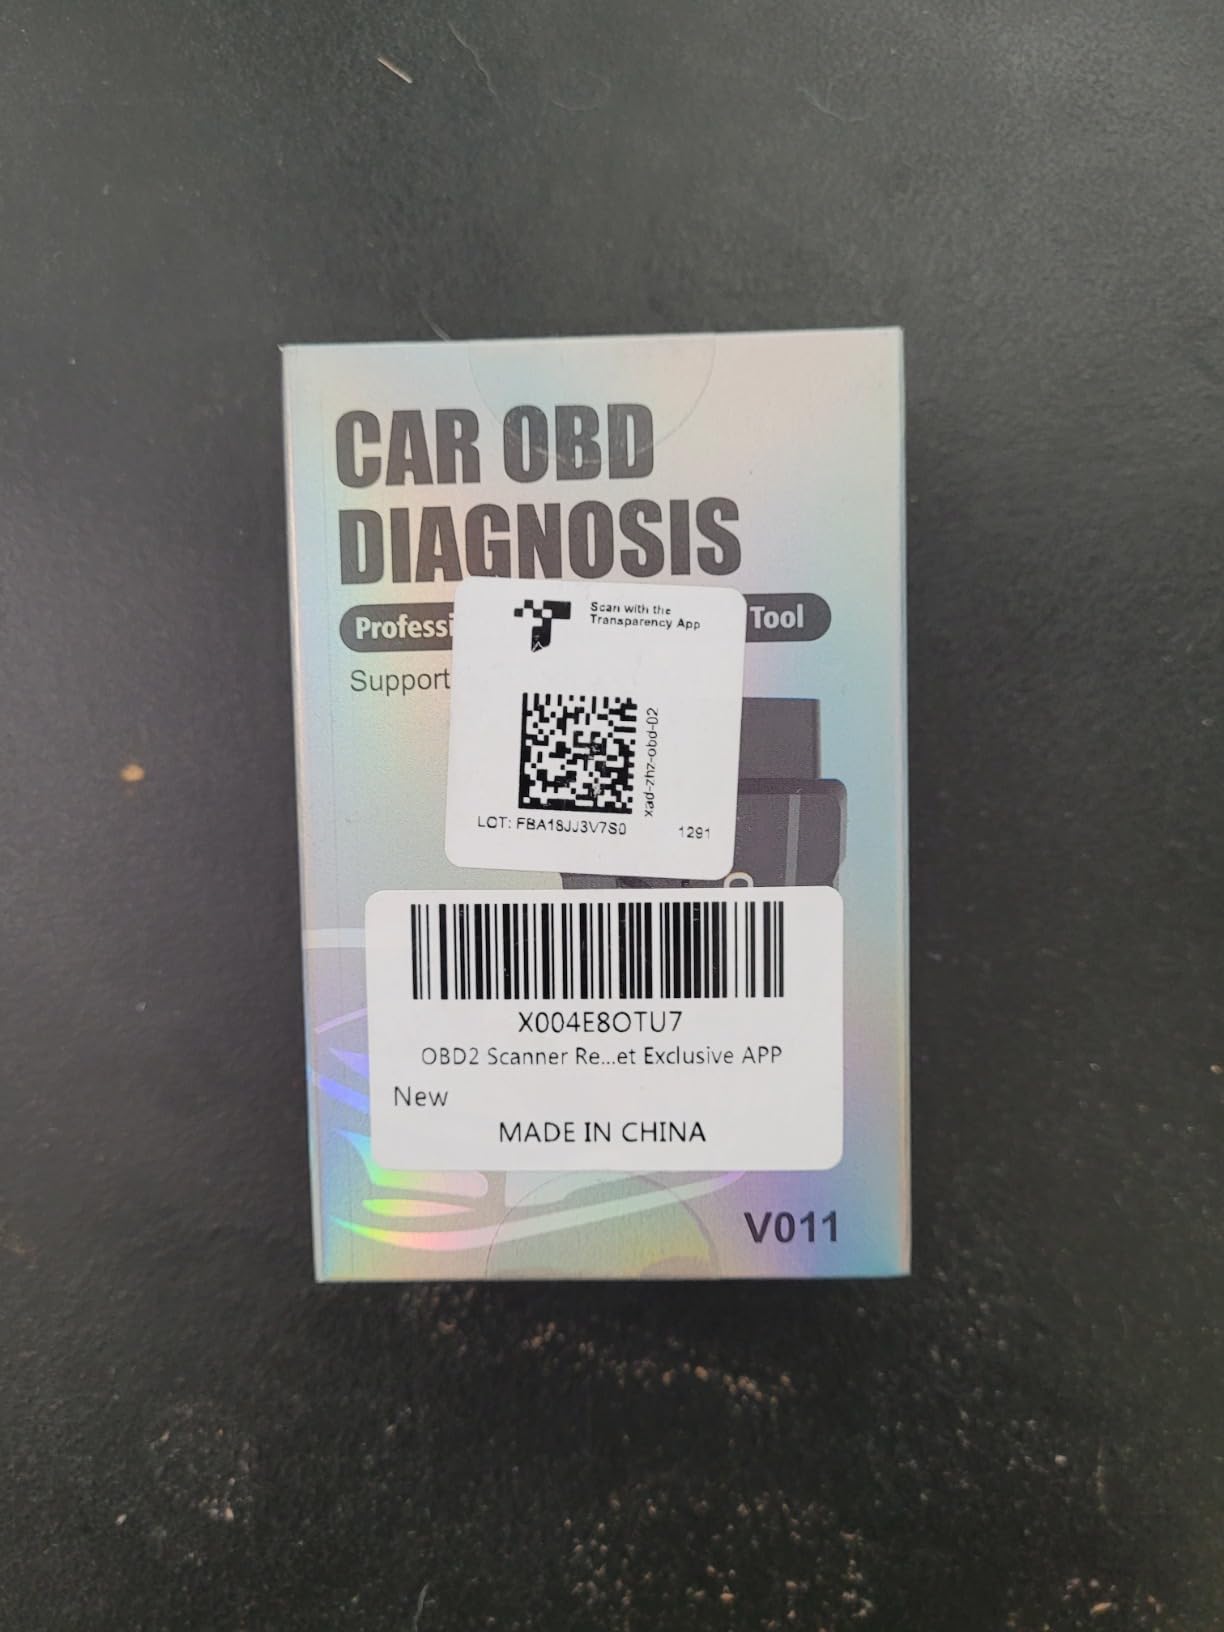 CAR OBD
DIAGNOSIS
Professi Tool
Support
Scan with the
Transparency App
xad-zhz-obd-02
LOT: FBA18JJ3V7S0 1291
X004E8OTU7
OBD2 Scanner Re...et Exclusive APP
New
MADE IN CHINA
V011